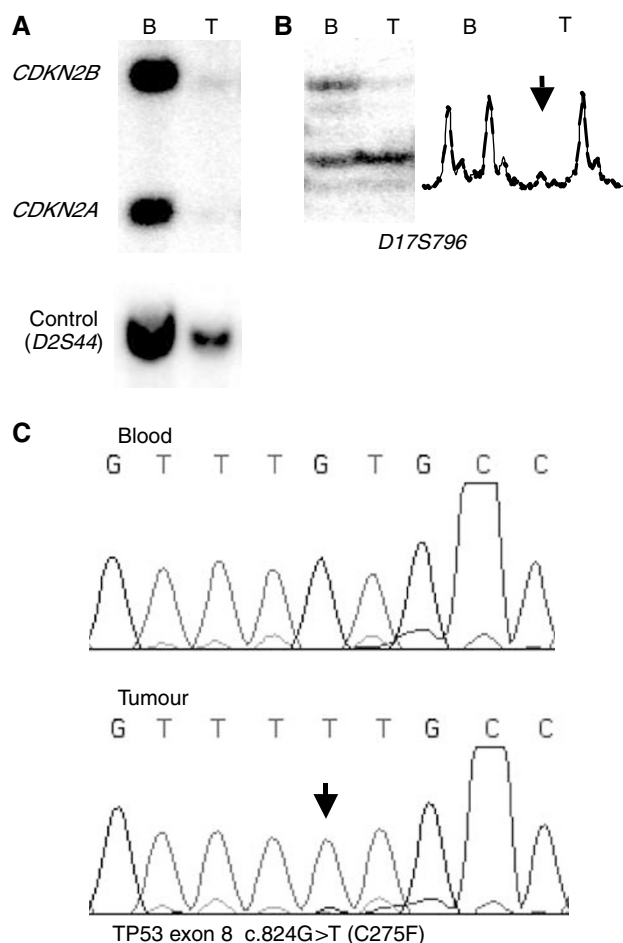 A
B T
CDKN2B
CDKN2A
Control
(D2S44)
B
B T B T
D17S796
C
Blood
G T T T G T G C C
Tumour
G T T T T T G C C
TP53 exon 8 c.824G>T (C275F)